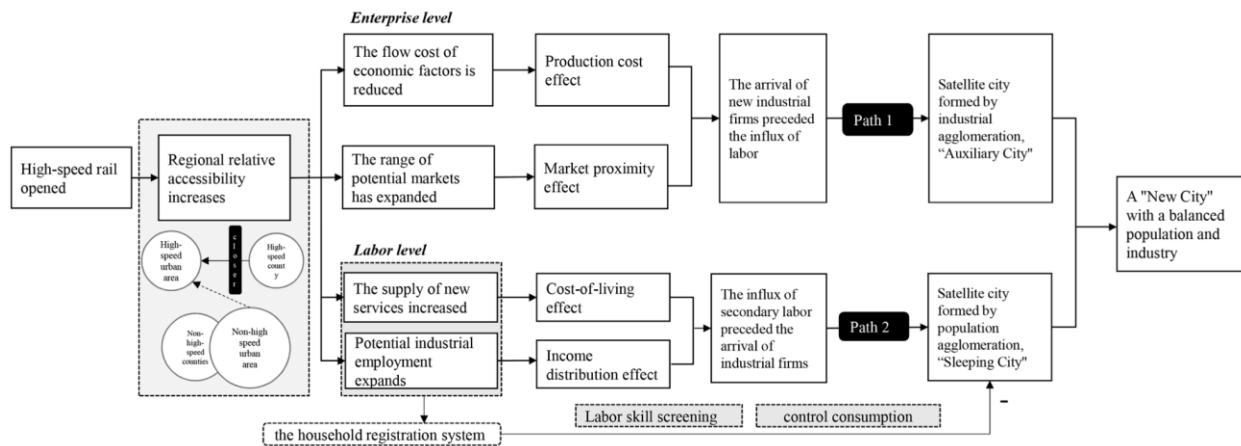 Enterprise level
The flow cost of
economic factors is
reduced
Production cost
effect
The arrival of
new industrial
firms preceded
the influx of
labor
Path 1
Satellite city
formed by
industrial
agglomeration,
“Auxiliary City”
High-speed rail
opened
Regional relative
accessibility
increases
The range of
potential markets
has expanded
Market proximity
effect
A "New City"
with a balanced
population and
industry
High-
speed
urban
area
closer
High-
speed
count
y
Non-
high-
speed
counties
Non-high
speed
urban
area
Labor level
The supply of new
services increased
Cost-of-living
effect
Potential industrial
employment
expands
Income
distribution effect
The influx of
secondary labor
preceded the
arrival of
industrial firms
Path 2
Satellite city
formed by
population
agglomeration,
“Sleeping City”
–
Labor skill screening
control consumption
the household registration system